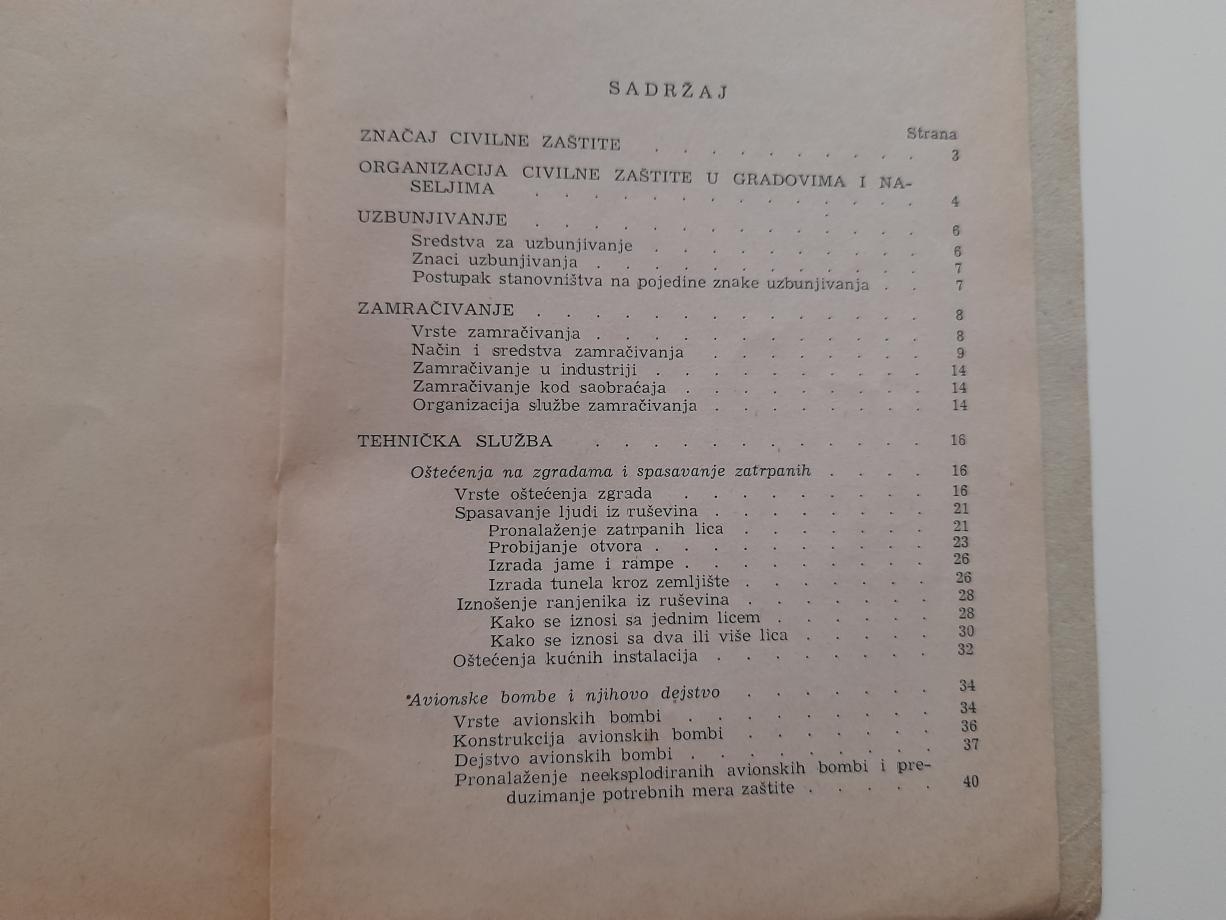 SADRŽAJ
Strana
ZNAČAJ CIVILNE ZAŠTITE . . . . . . . . . . 3
ORGANIZACIJA CIVILNE ZAŠTITE U GRADOVIMA I NA-
SELJIMA . . . . . . . . . . . . . . 4
UZBUNJIVANJE . . . . . . . . . . . . . . 6
Sredstva za uzbunjivanje . . . . . . . . . . 6
Znaci uzbunjivanja . . . . . . . . . . . . 7
Postupak stanovništva na pojedine znake uzbunjivanja . . 7
ZAMRAČIVANJE . . . . . . . . . . . . . . 8
Vrste zamračivanja . . . . . . . . . . . . 8
Način i sredstva zamračivanja . . . . . . . . 9
Zamračivanje u industriji . . . . . . . . . . 14
Zamračivanje kod saobraćaja . . . . . . . . . 14
Organizacija službe zamračivanja . . . . . . . . 14
TEHNIČKA SLUŽBA . . . . . . . . . . . . 16
Oštećenja na zgradama i spasavanje zatrpanih . . . . 16
Vrste oštećenja zgrada . . . . . . . . . 16
Spasavanje ljudi iz ruševina . . . . . . . . 21
Pronalaženje zatrpanih lica . . . . . . . 21
Probijanje otvora . . . . . . . . . . 23
Izrada jame i rampe . . . . . . . . . 26
Izrada tunela kroz zemljište . . . . . . . 26
Iznošenje ranjenika iz ruševina . . . . . . . 28
Kako se iznosi sa jednim licem . . . . . . 28
Kako se iznosi sa dva ili više lica . . . . . 30
Oštećenja kućnih instalacija . . . . . . . . 32
Avionske bombe i njihovo dejstvo . . . . . . . 34
Vrste avionskih bombi . . . . . . . . . 34
Konstrukcija avionskih bombi . . . . . . . 36
Dejstvo avionskih bombi . . . . . . . . . 37
Pronalaženje neeksplodiranih avionskih bombi i pre-
duzimanje potrebnih mera zaštite . . . . . 40